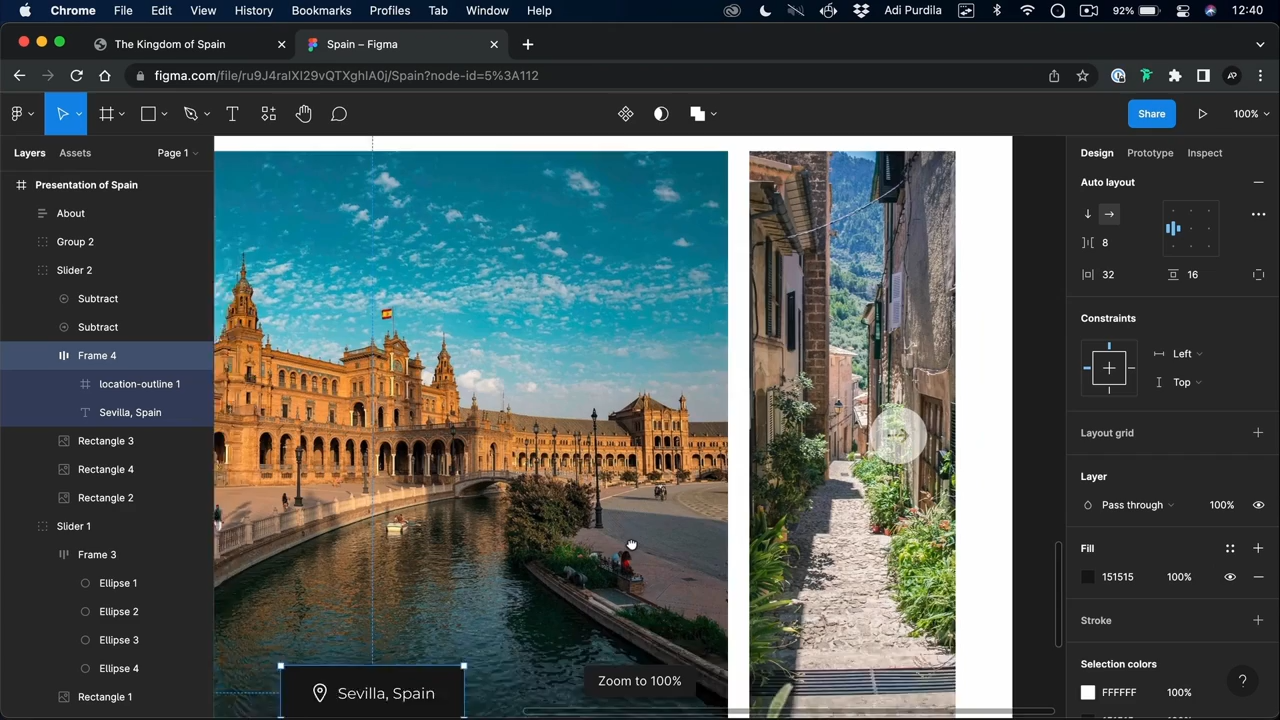 Chrome File Edit View History Bookmarks Profiles Tab Window Help Adi Purdila 92% 12:40
The Kingdom of Spain Spain – Figma
figma.com/file/ru9J4raIXI29vQTXghIA0j/Spain?node-id=5%3A112 AP
Share 100%
Layers Assets Page 1 Design Prototype Inspect
Presentation of Spain
About
Group 2
Slider 2
Subtract
Subtract
Frame 4
location-outline 1
Sevilla, Spain
Rectangle 3
Rectangle 4
Rectangle 2
Slider 1
Frame 3
Ellipse 1
Ellipse 2
Ellipse 3
Ellipse 4
Rectangle 1
Sevilla, Spain
Zoom to 100%
Auto layout
8
32 16
Constraints
Left
Top
Layout grid
Layer
Pass through 100%
Fill
151515 100%
Stroke
Selection colors
FFFFFF 100%
?